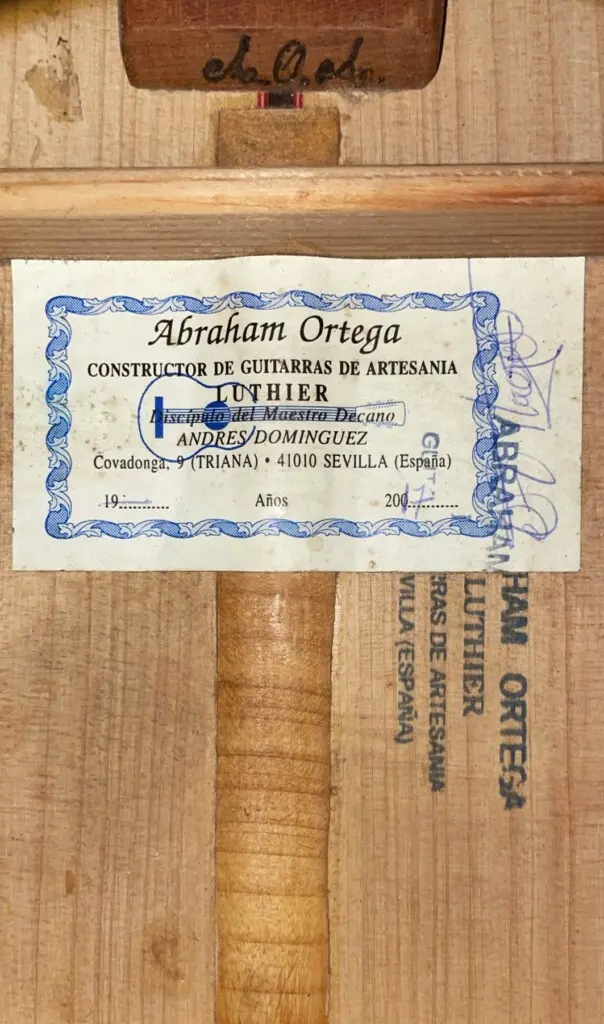 Abraham Ortega
CONSTRUCTOR DE GUITARRAS DE ARTESANIA
LUTHIER
Discípulo del Maestro Decano
ANDRES DOMINGUEZ
Covadonga, 9 (TRIANA) • 41010 SEVILLA (España)
19........... Años 200...........
ABRAHAM ORTEGA
LUTHIER
GUITARRAS DE ARTESANIA
VILLA (ESPAÑA)